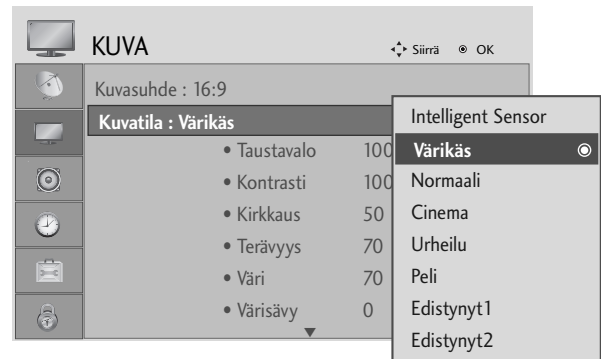 KUVA
Siirrä OK
Kuvasuhde : 16:9
Kuvatila : Värikäs
• Taustavalo 100
• Kontrasti 100
• Kirkkaus 50
• Terävyys 70
• Väri 70
• Värisävy 0
Intelligent Sensor
Värikäs
Normaali
Cinema
Urheilu
Peli
Edistynyt1
Edistynyt2